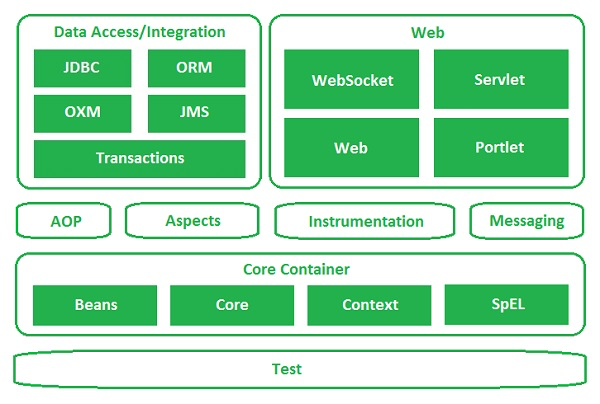 Data Access/Integration
JDBC
ORM
OXM
JMS
Transactions
Web
WebSocket
Servlet
Web
Portlet
AOP
Aspects
Instrumentation
Messaging
Core Container
Beans
Core
Context
SpEL
Test